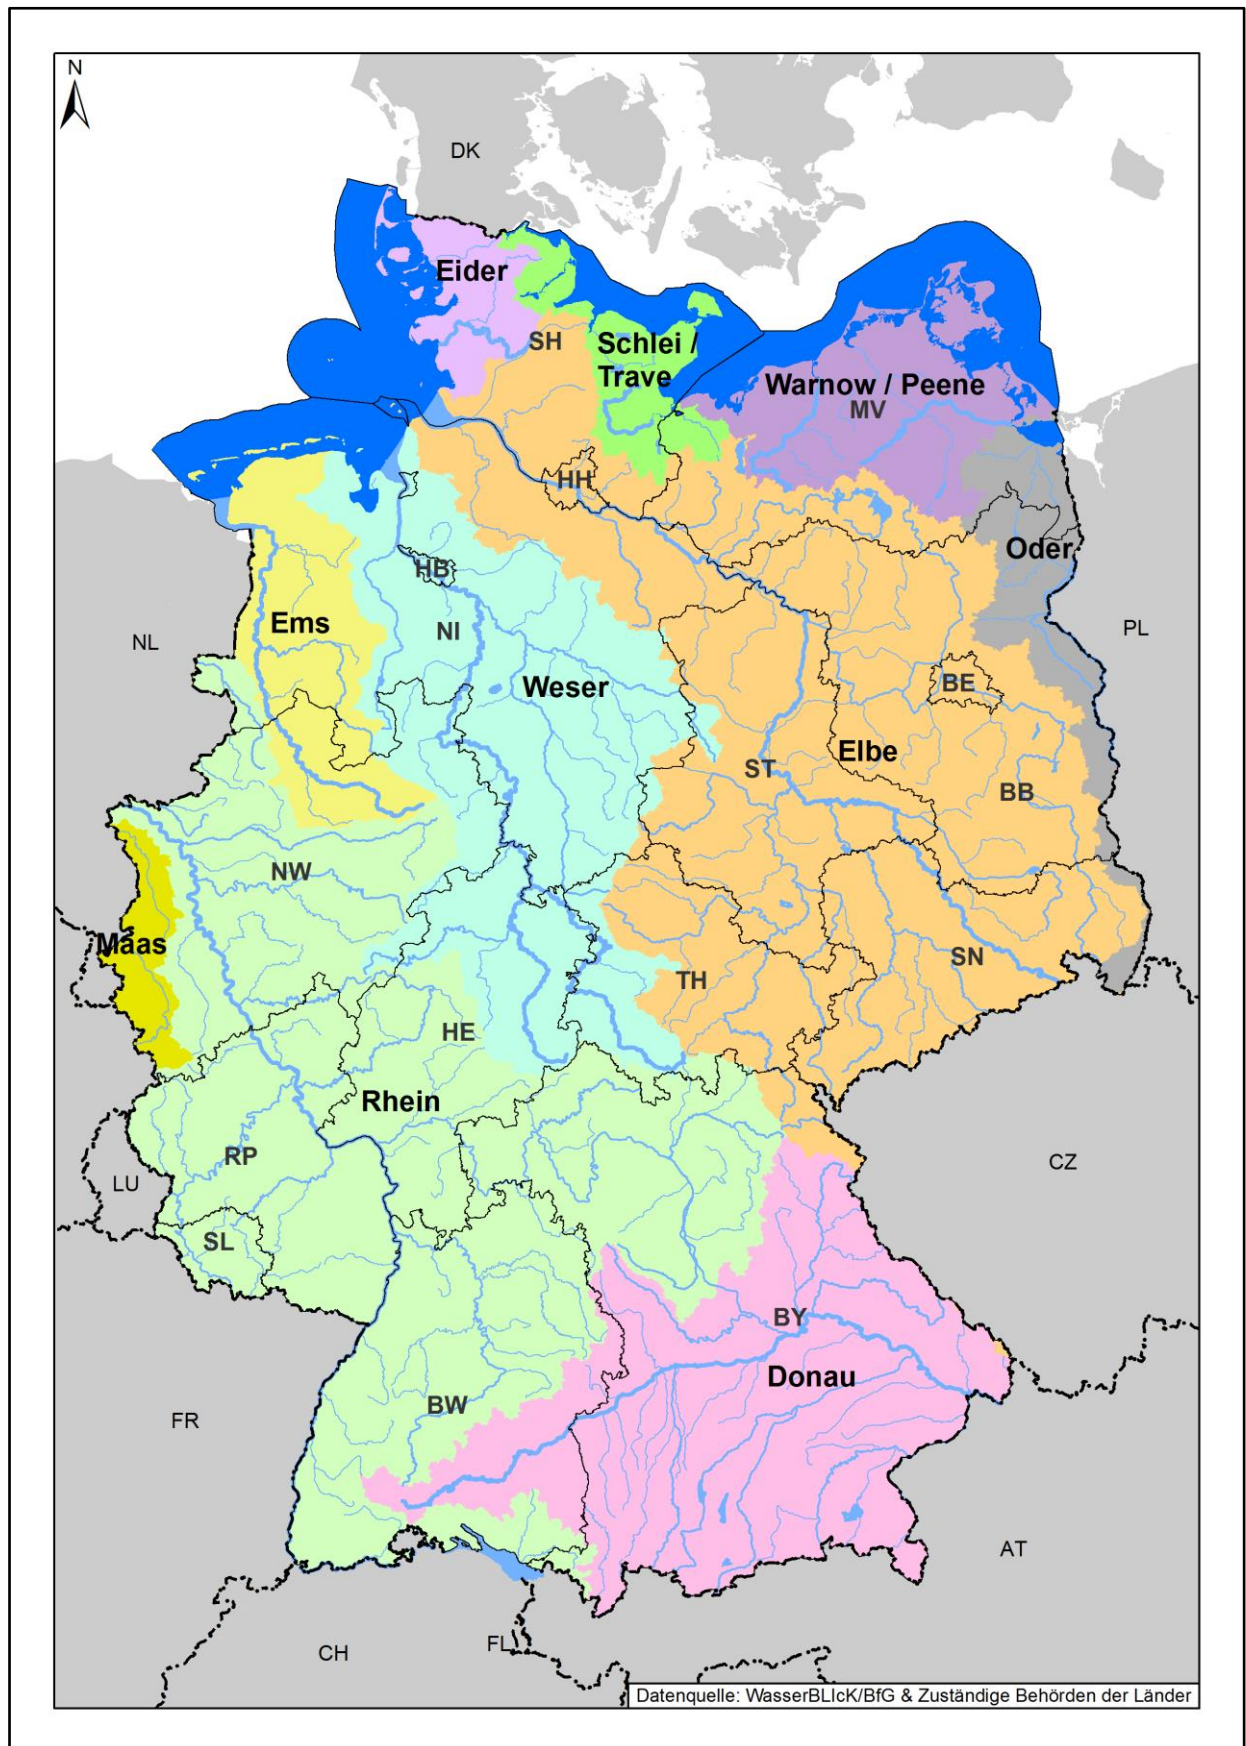 N
DK
Eider
SH
Schlei /
Trave
Warnow / Peene
MV
HH
Oder
HB
NL
Ems
NI
PL
Weser
BE
Elbe
ST
BB
NW
Maas
SN
TH
HE
Rhein
RP
LU
CZ
SL
BY
Donau
BW
FR
AT
CH
FL
Datenquelle: WasserBLIcK/BfG & Zuständige Behörden der Länder